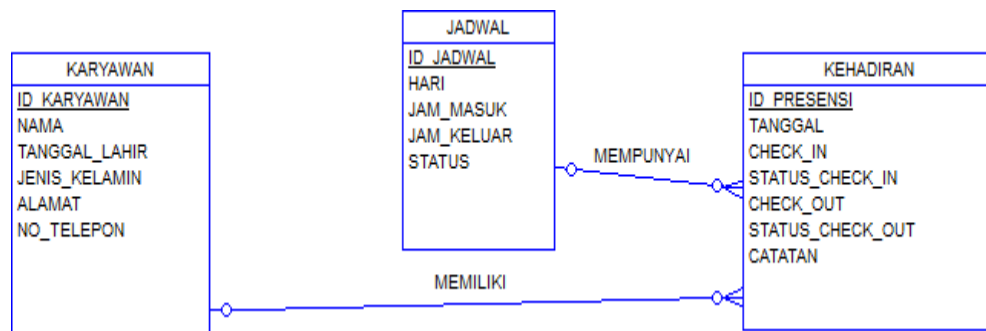 KARYAWAN
ID_KARYAWAN
NAMA
TANGGAL_LAHIR
JENIS_KELAMIN
ALAMAT
NO_TELEPON
JADWAL
ID_JADWAL
HARI
JAM_MASUK
JAM_KELUAR
STATUS
MEMPUNYAI
MEMILIKI
KEHADIRAN
ID_PRESENSI
TANGGAL
CHECK_IN
STATUS_CHECK_IN
CHECK_OUT
STATUS_CHECK_OUT
CATATAN